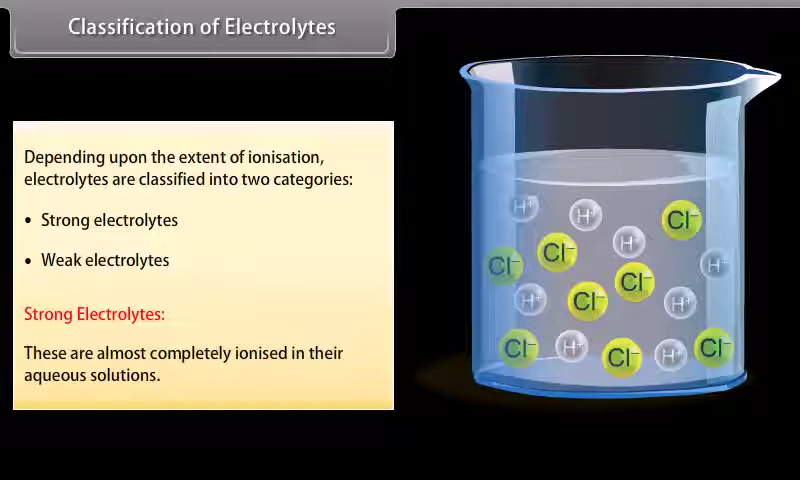 Classification of Electrolytes
Depending upon the extent of ionisation,
electrolytes are classified into two categories:
• Strong electrolytes
• Weak electrolytes
Strong Electrolytes:
These are almost completely ionised in their
aqueous solutions.
H⁺ H⁺ Cl⁻
Cl⁻ H⁺
Cl⁻ H⁺
Cl⁻
H⁺ Cl⁻ H⁺
Cl⁻ H⁺ Cl⁻ H⁺ Cl⁻